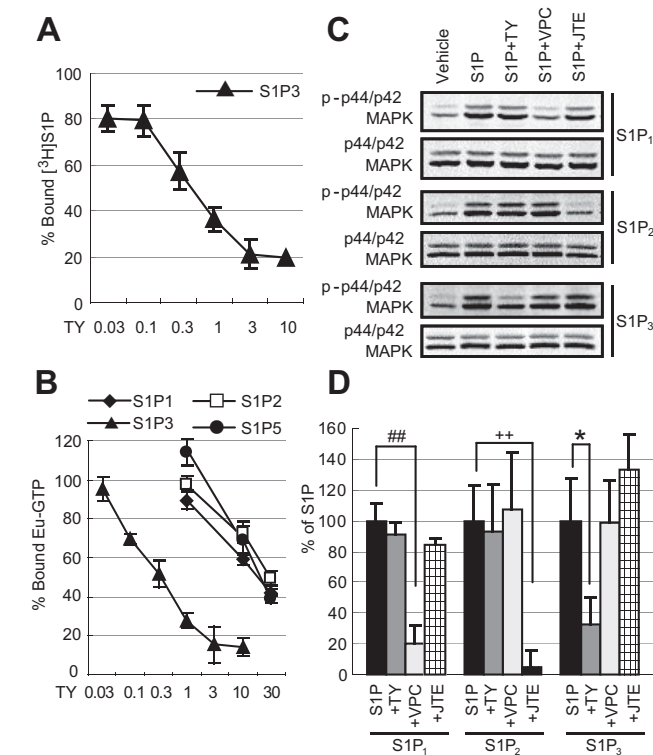 A
S1P3
% Bound [³H]S1P
100
80
60
40
20
0
TY 0.03 0.1 0.3 1 3 10
B
S1P1 S1P2
S1P3 S1P5
% Bound Eu-GTP
120
100
80
60
40
20
0
TY 0.03 0.1 0.3 1 3 10 30
C
Vehicle S1P S1P+TY S1P+VPC S1P+JTE
p-p44/p42
MAPK
S1P₁
p44/p42
MAPK
p-p44/p42
MAPK
S1P₂
p44/p42
MAPK
p-p44/p42
MAPK
S1P₃
p44/p42
MAPK
D
% of S1P
160
140
120
100
80
60
40
20
0
## ++ *
S1P +TY +VPC +JTE S1P +TY +VPC +JTE S1P +TY +VPC +JTE
S1P₁ S1P₂ S1P₃